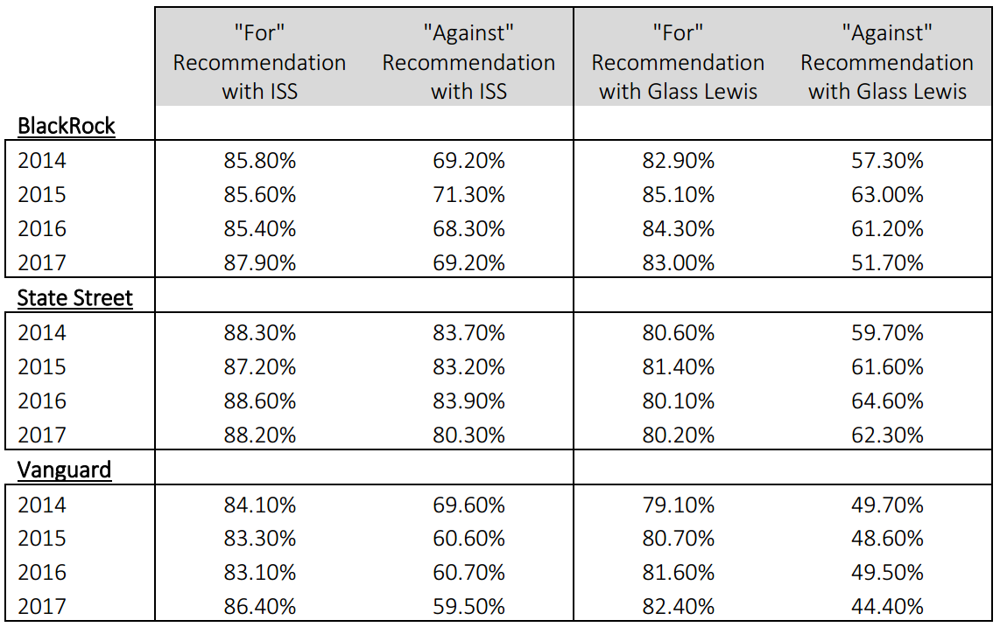 "For" Recommendation with ISS "Against" Recommendation with ISS "For" Recommendation with Glass Lewis "Against" Recommendation with Glass Lewis
BlackRock
2014 85.80% 69.20% 82.90% 57.30%
2015 85.60% 71.30% 85.10% 63.00%
2016 85.40% 68.30% 84.30% 61.20%
2017 87.90% 69.20% 83.00% 51.70%
State Street
2014 88.30% 83.70% 80.60% 59.70%
2015 87.20% 83.20% 81.40% 61.60%
2016 88.60% 83.90% 80.10% 64.60%
2017 88.20% 80.30% 80.20% 62.30%
Vanguard
2014 84.10% 69.60% 79.10% 49.70%
2015 83.30% 60.60% 80.70% 48.60%
2016 83.10% 60.70% 81.60% 49.50%
2017 86.40% 59.50% 82.40% 44.40%